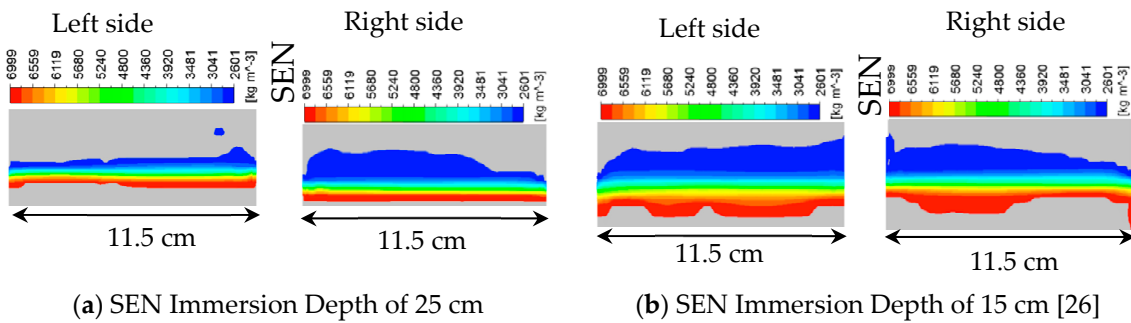 (a)
Left side
6999 6559 6119 5680 5240 4800 4360 3920 3481 3041 2601
[kg m^-3]
11.5 cm
SEN
Right side
6999 6559 6119 5680 5240 4800 4360 3920 3481 3041 2601
[kg m^-3]
11.5 cm
(b)
Left side
6999 6559 6119 5680 5240 4800 4360 3920 3481 3041 2601
[kg m^-3]
11.5 cm
SEN
Right side
6999 6559 6119 5680 5240 4800 4360 3920 3481 3041 2601
[kg m^-3]
11.5 cm
(a) SEN Immersion Depth of 25 cm
(b) SEN Immersion Depth of 15 cm [26]